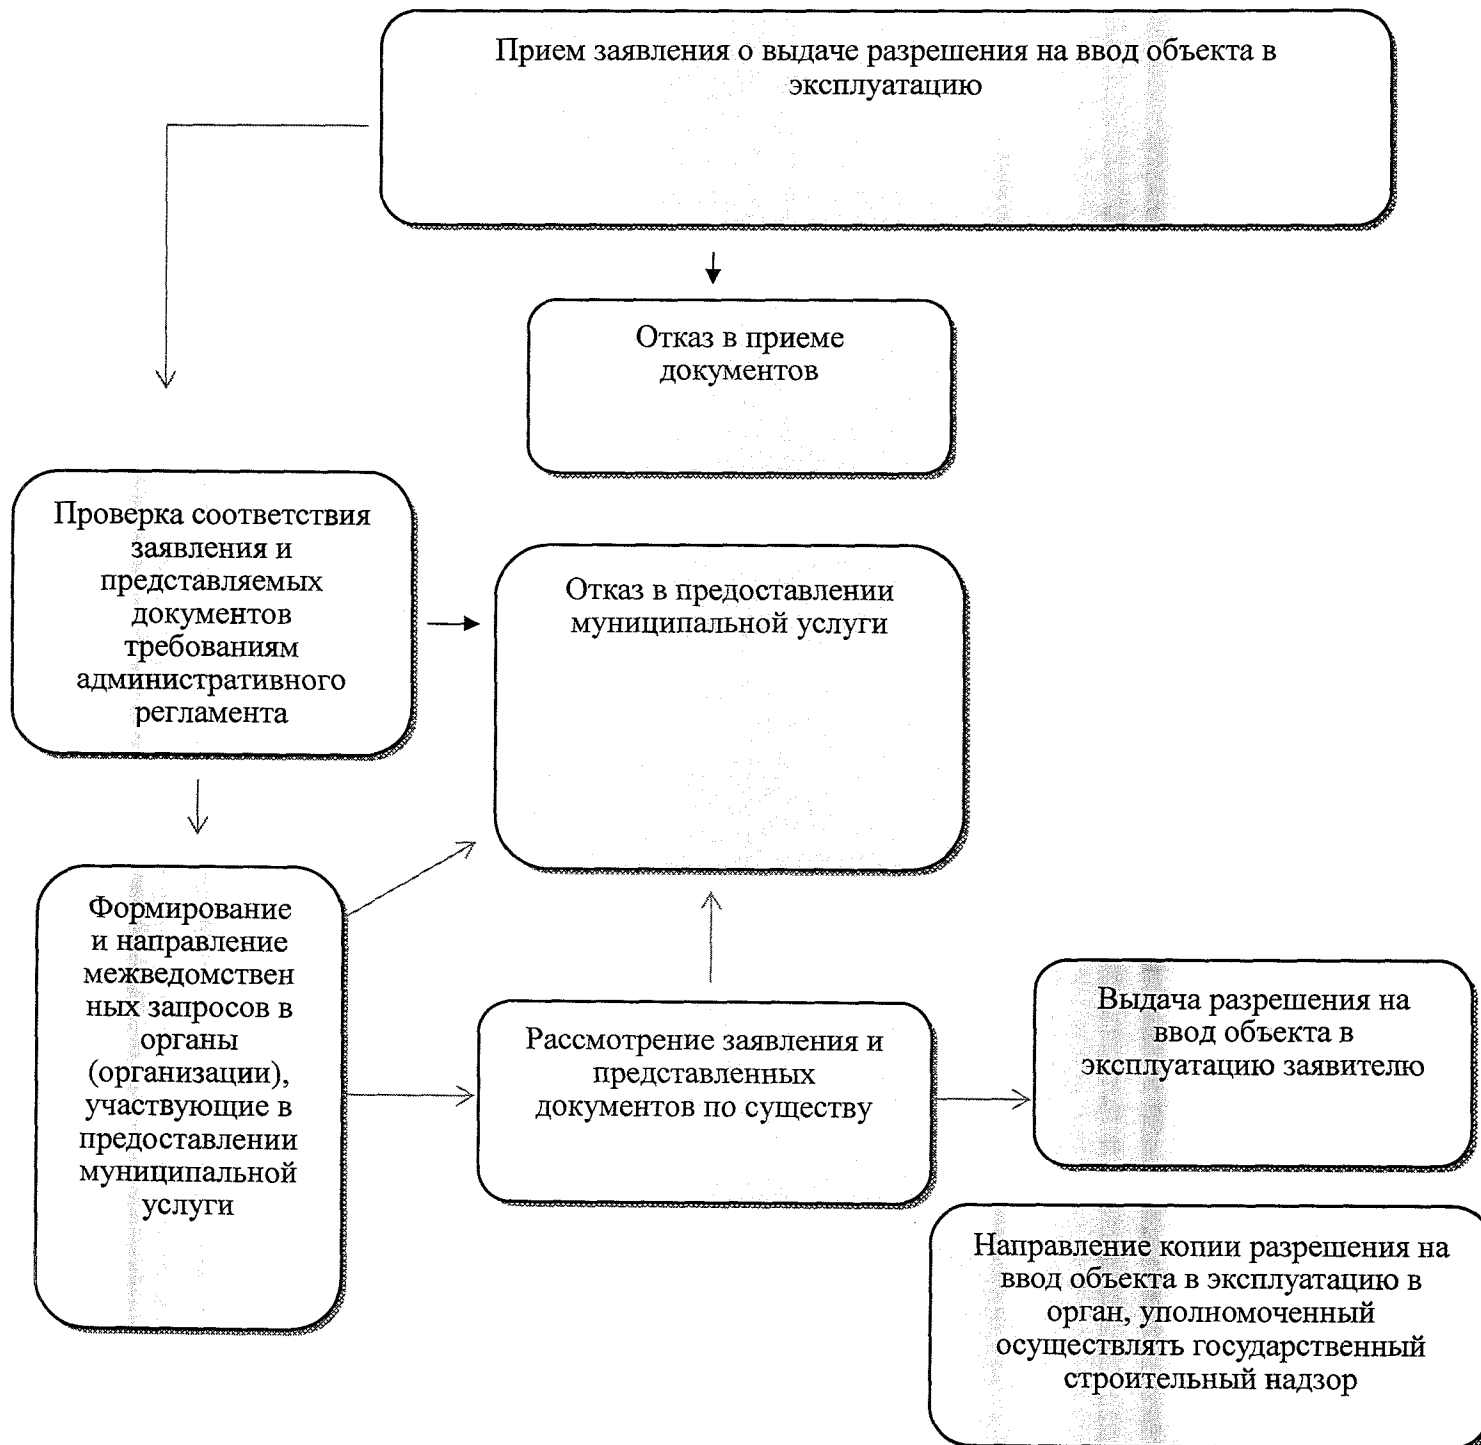 Прием заявления о выдаче разрешения на ввод объекта в
эксплуатацию
Отказ в приеме
документов
Проверка соответствия
заявления и
представляемых
документов
требованиям
административного
регламента
Отказ в предоставлении
муниципальной услуги
Формирование
и направление
межведомствен
ных запросов в
органы
(организации),
участвующие в
предоставлении
муниципальной
услуги
Рассмотрение заявления и
представленных
документов по существу
Выдача разрешения на
ввод объекта в
эксплуатацию заявителю
Направление копии разрешения на
ввод объекта в эксплуатацию в
орган, уполномоченный
осуществлять государственный
строительный надзор